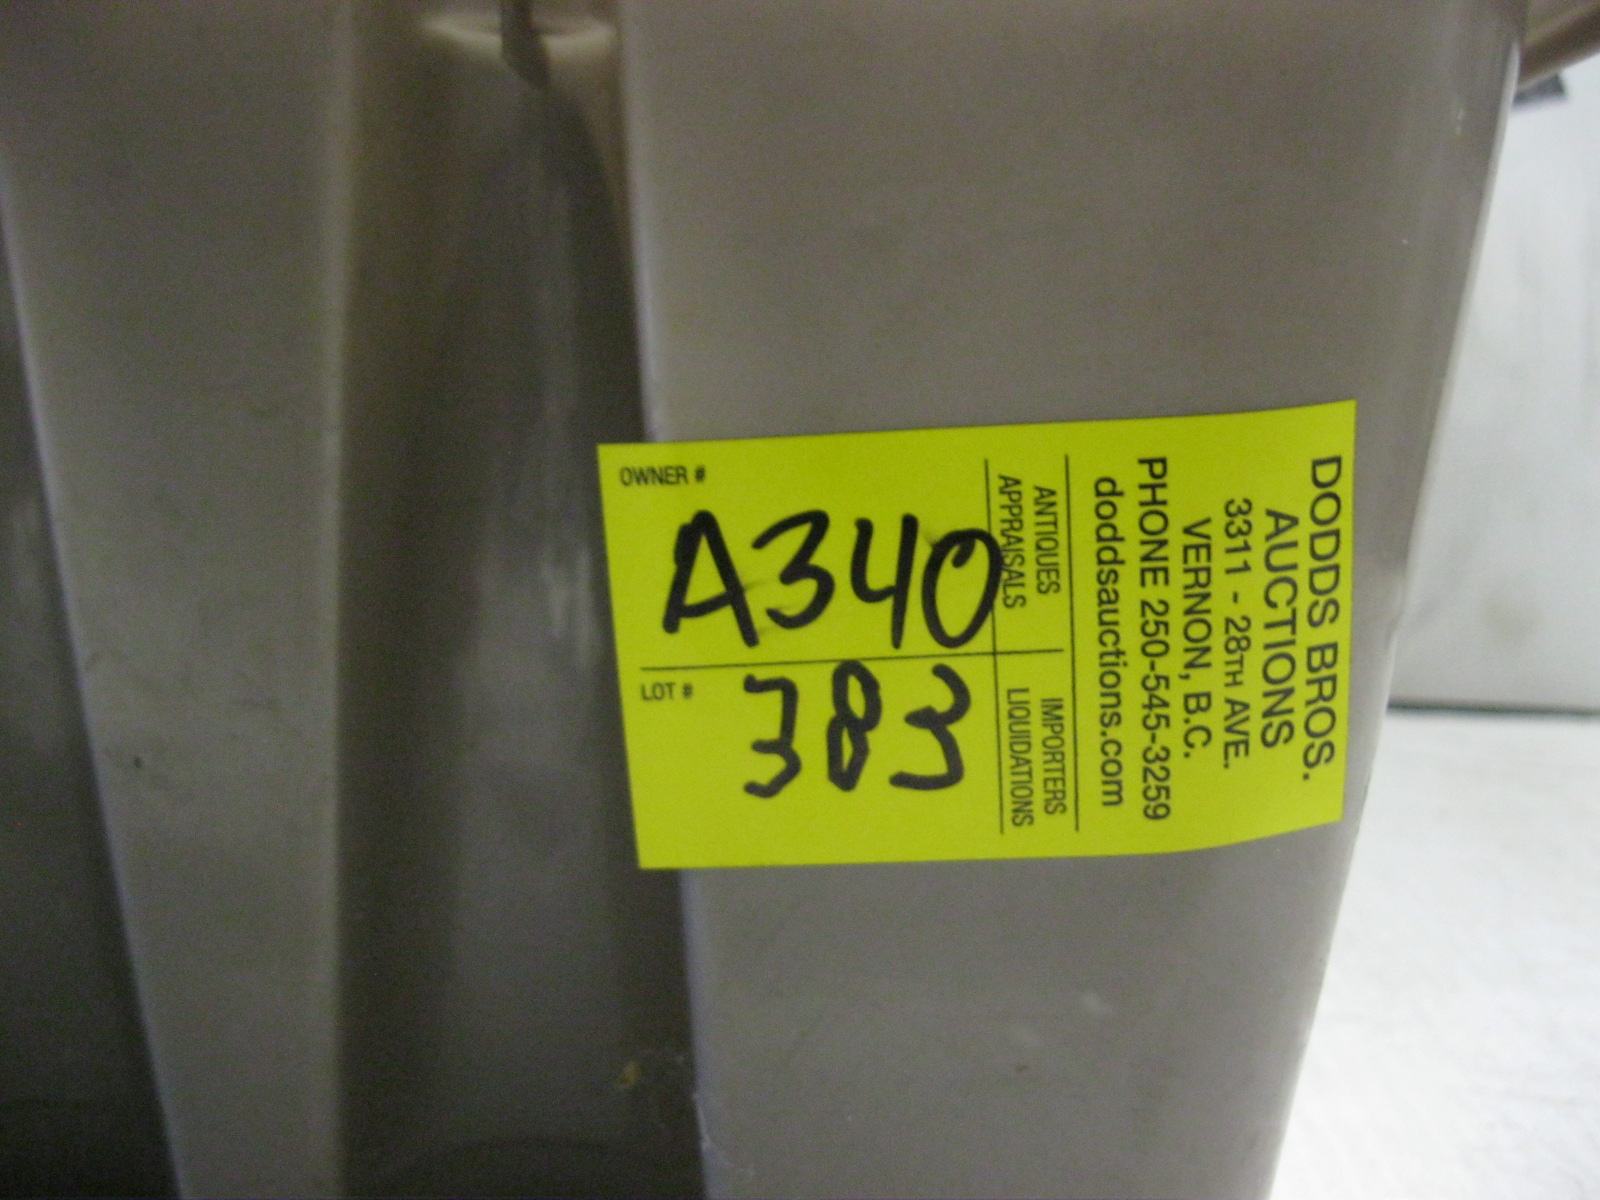 OWNER #
A340
LOT #
383
ANTIQUES
APPRAISALS
IMPORTERS
LIQUIDATIONS
DODDS BROS.
AUCTIONS
3311 - 28TH AVE.
VERNON, B.C.
PHONE 250-545-3259
doddsauctions.com